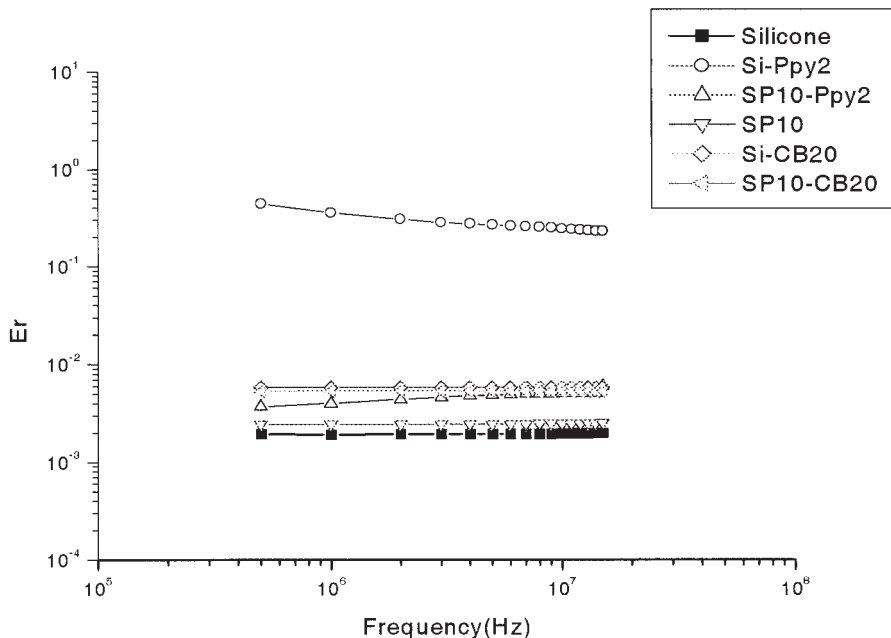 Silicone
Si-Ppy2
SP10-Ppy2
SP10
Si-CB20
SP10-CB20
10¹
10⁰
10⁻¹
10⁻²
10⁻³
10⁻⁴
Er
10⁵
10⁶
10⁷
10⁸
Frequency(Hz)